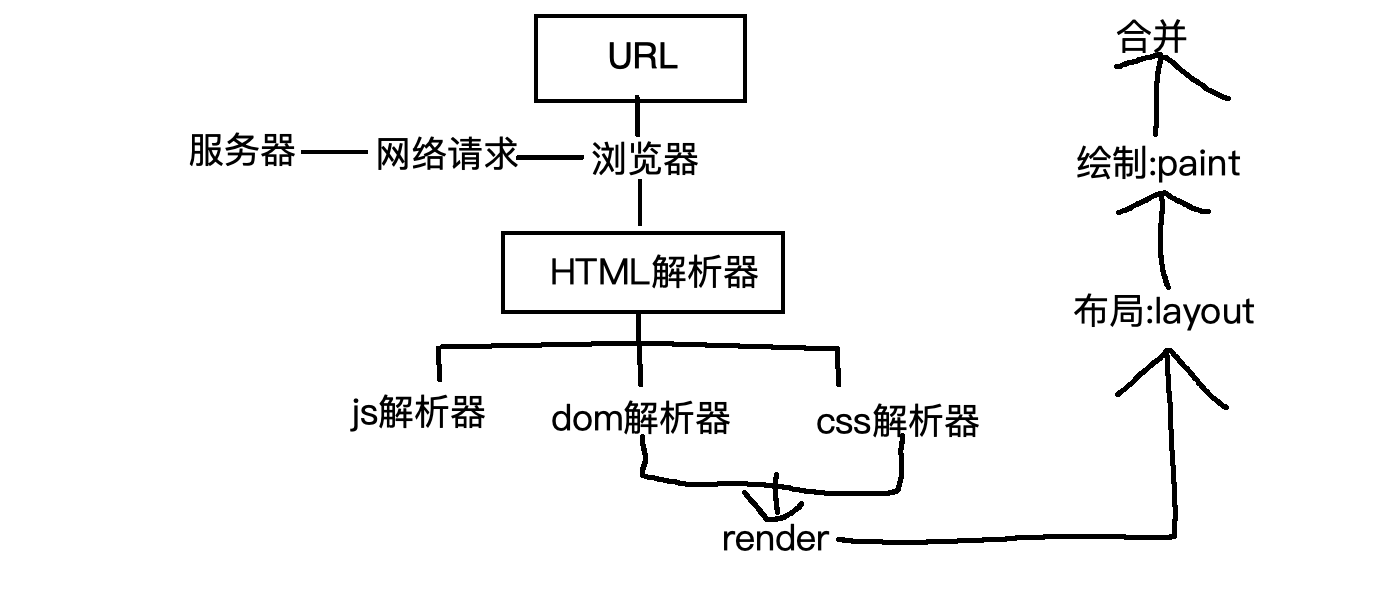 URL
服务器
网络请求
浏览器
HTML解析器
js解析器
dom解析器
css解析器
render
合并
绘制:paint
布局:layout